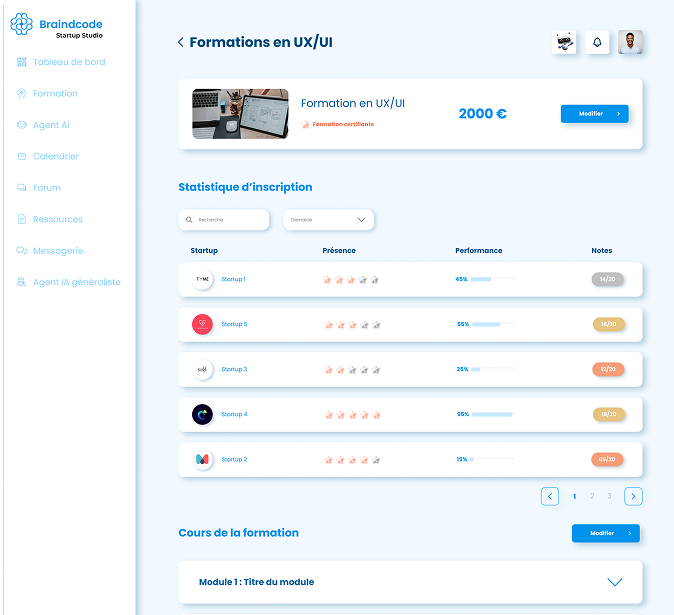 Braindcode
Startup Studio
Tableau de bord
Formation
Agent AI
Calendrier
Forum
Ressources
Messagerie
Agent IA généraliste
Formations en UX/UI
Formation en UX/UI
Formation certifiante
2000 €
Modifier
Statistique d'inscription
Recherche
Domaine
Startup Présence Performance Notes
TYME Startup 1 45% 14/20
Startup 5 55% 18/20
Startup 3 25% 12/20
Startup 4 95% 18/20
Startup 2 15% 09/20
1 2 3
Cours de la formation
Modifier
Module 1 : Titre du module